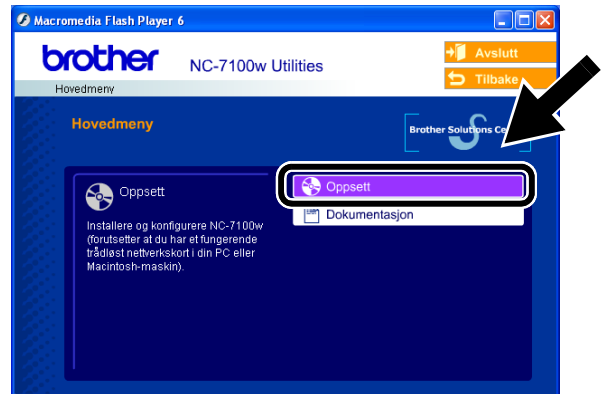 Macromedia Flash Player 6
brother
NC-7100w Utilities
Avslutt
Tilbake
Hovedmeny
Hovedmeny
Brother Solutions Ce
Oppsett
Installere og konfigurere NC-7100w
(forutsetter at du har et fungerende
trådløst nettverkskort i din PC eller
Macintosh-maskin).
Oppsett
Dokumentasjon